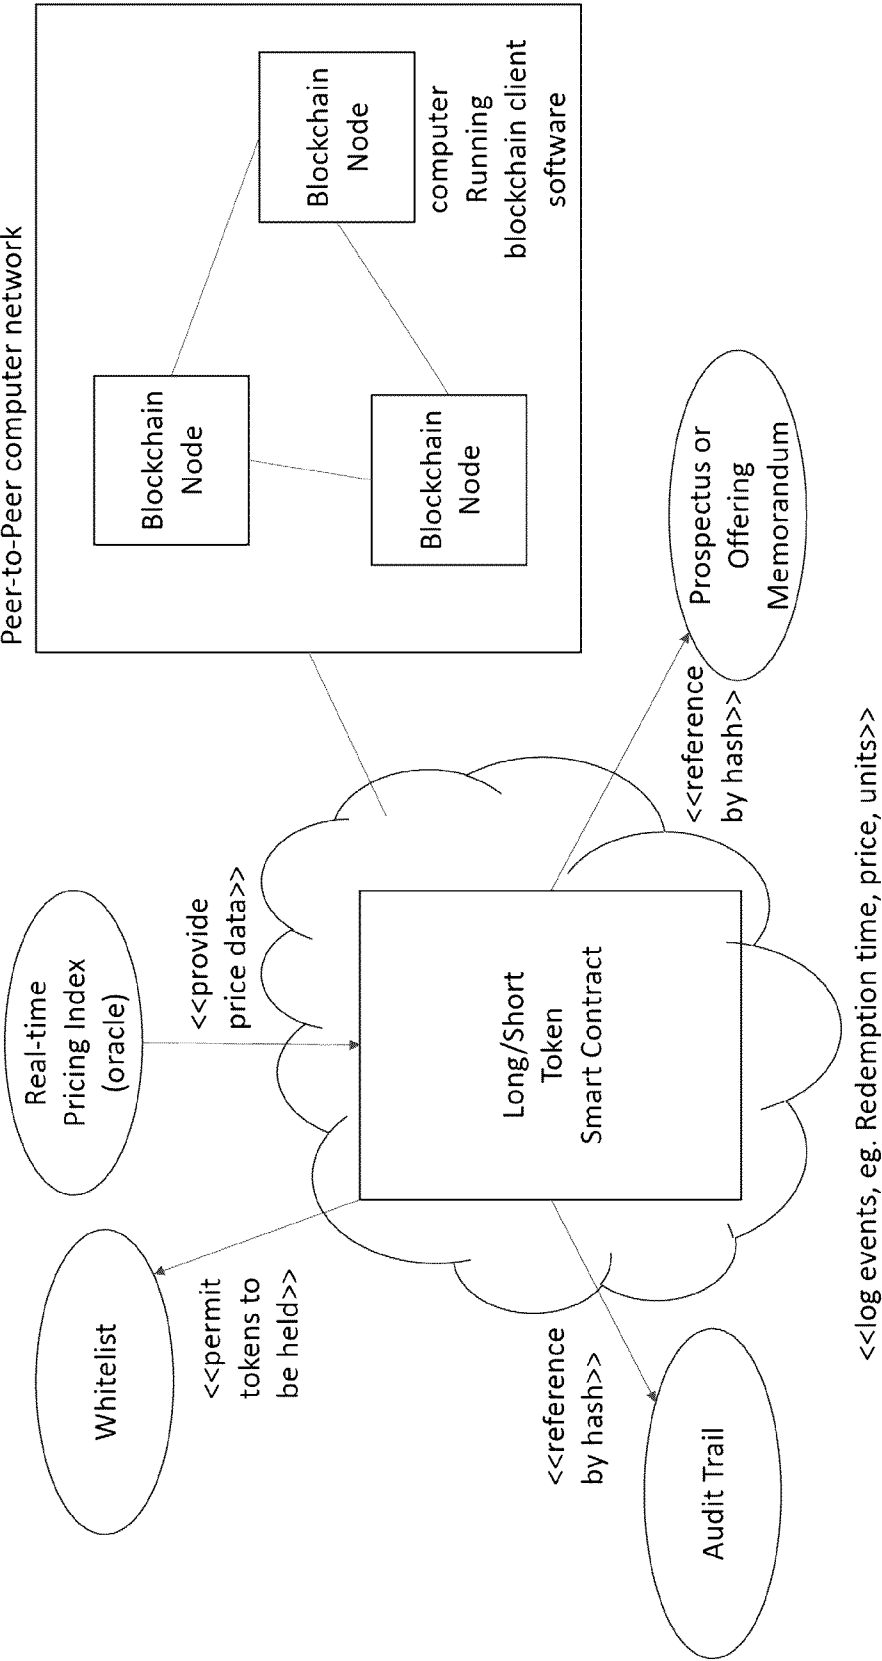 Whitelist
Real-time
Pricing Index
(oracle)
Peer-to-Peer computer network
<<permit
tokens to
be held>>
<<provide
price data>>
Blockchain
Node
Blockchain
Node
Blockchain
Node
computer
Running
blockchain client
software
Long/Short
Token
Smart Contract
<<reference
by hash>>
<<reference
by hash>>
Audit Trail
Prospectus or
Offering
Memorandum
<<log events, eg. Redemption time, price, units>>